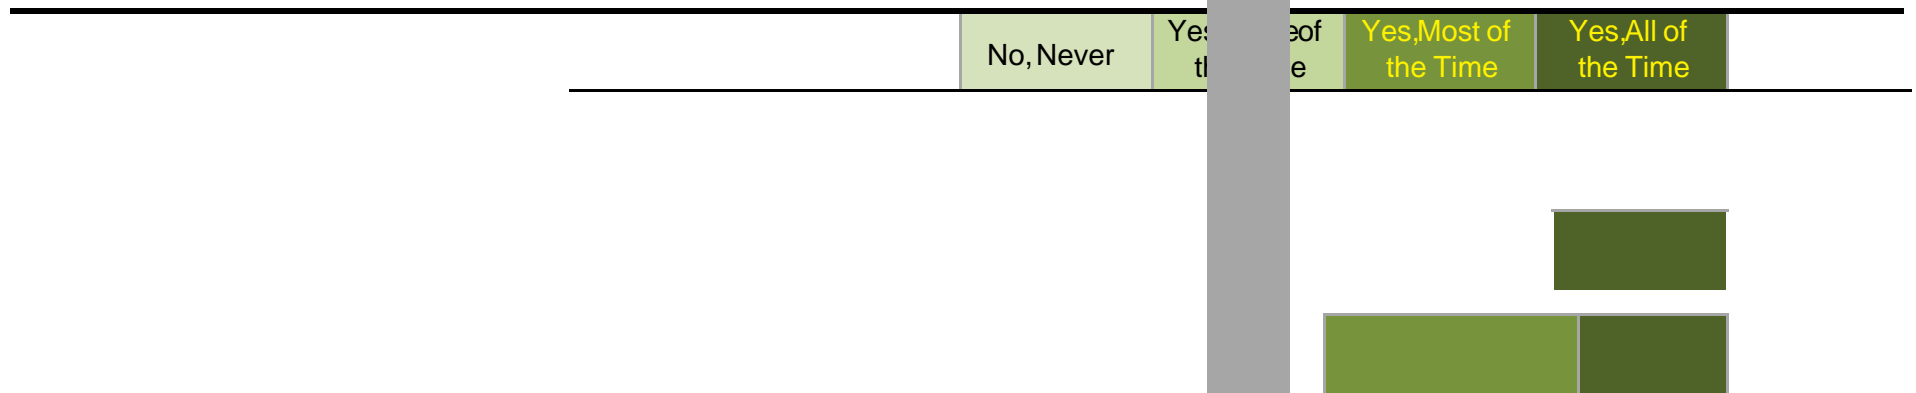 No, Never
Yes,Most of
the Time
Yes,All of
the Time